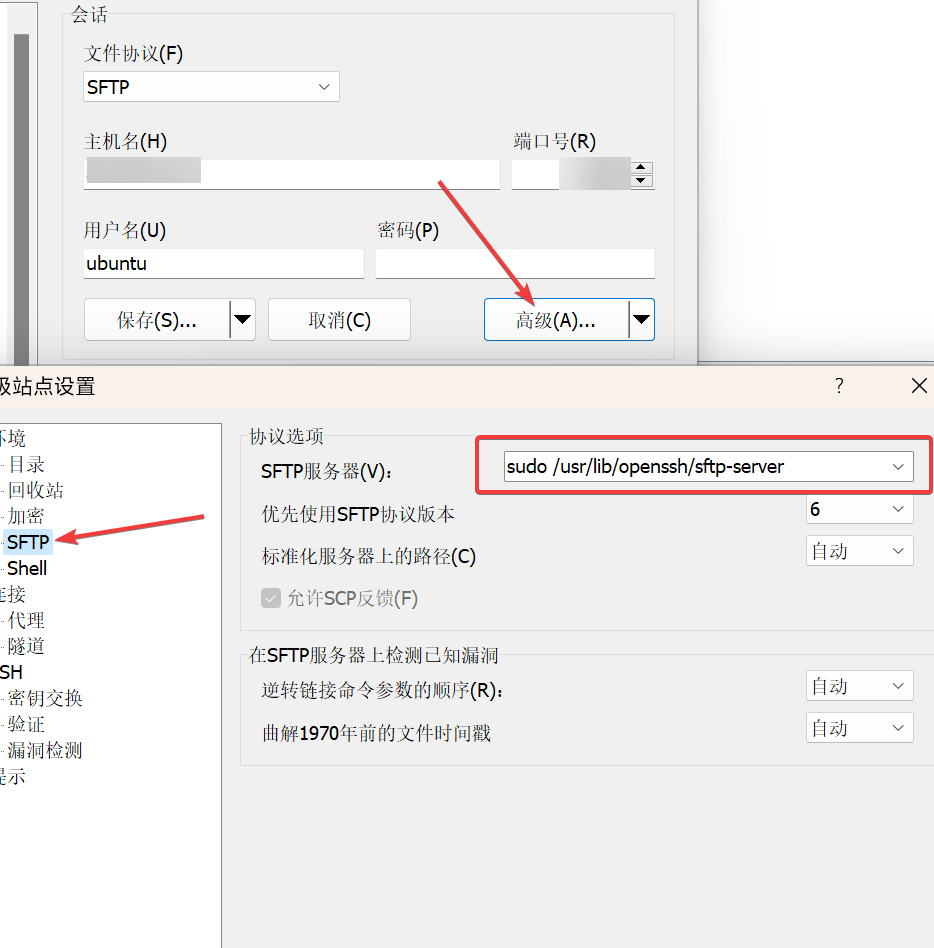 会话
文件协议(F)
SFTP
主机名(H) 端口号(R)
用户名(U) 密码(P)
ubuntu
保存(S)... 取消(C) 高级(A)...
级站点设置 ?
环境
目录
回收站
加密
SFTP
Shell
连接
代理
隧道
SH
密钥交换
验证
漏洞检测
提示
协议选项
SFTP服务器(V): sudo /usr/lib/openssh/sftp-server
优先使用SFTP协议版本 6
标准化服务器上的路径(C) 自动
允许SCP反馈(F)
在SFTP服务器上检测已知漏洞
逆转链接命令参数的顺序(R): 自动
曲解1970年前的文件时间戳 自动